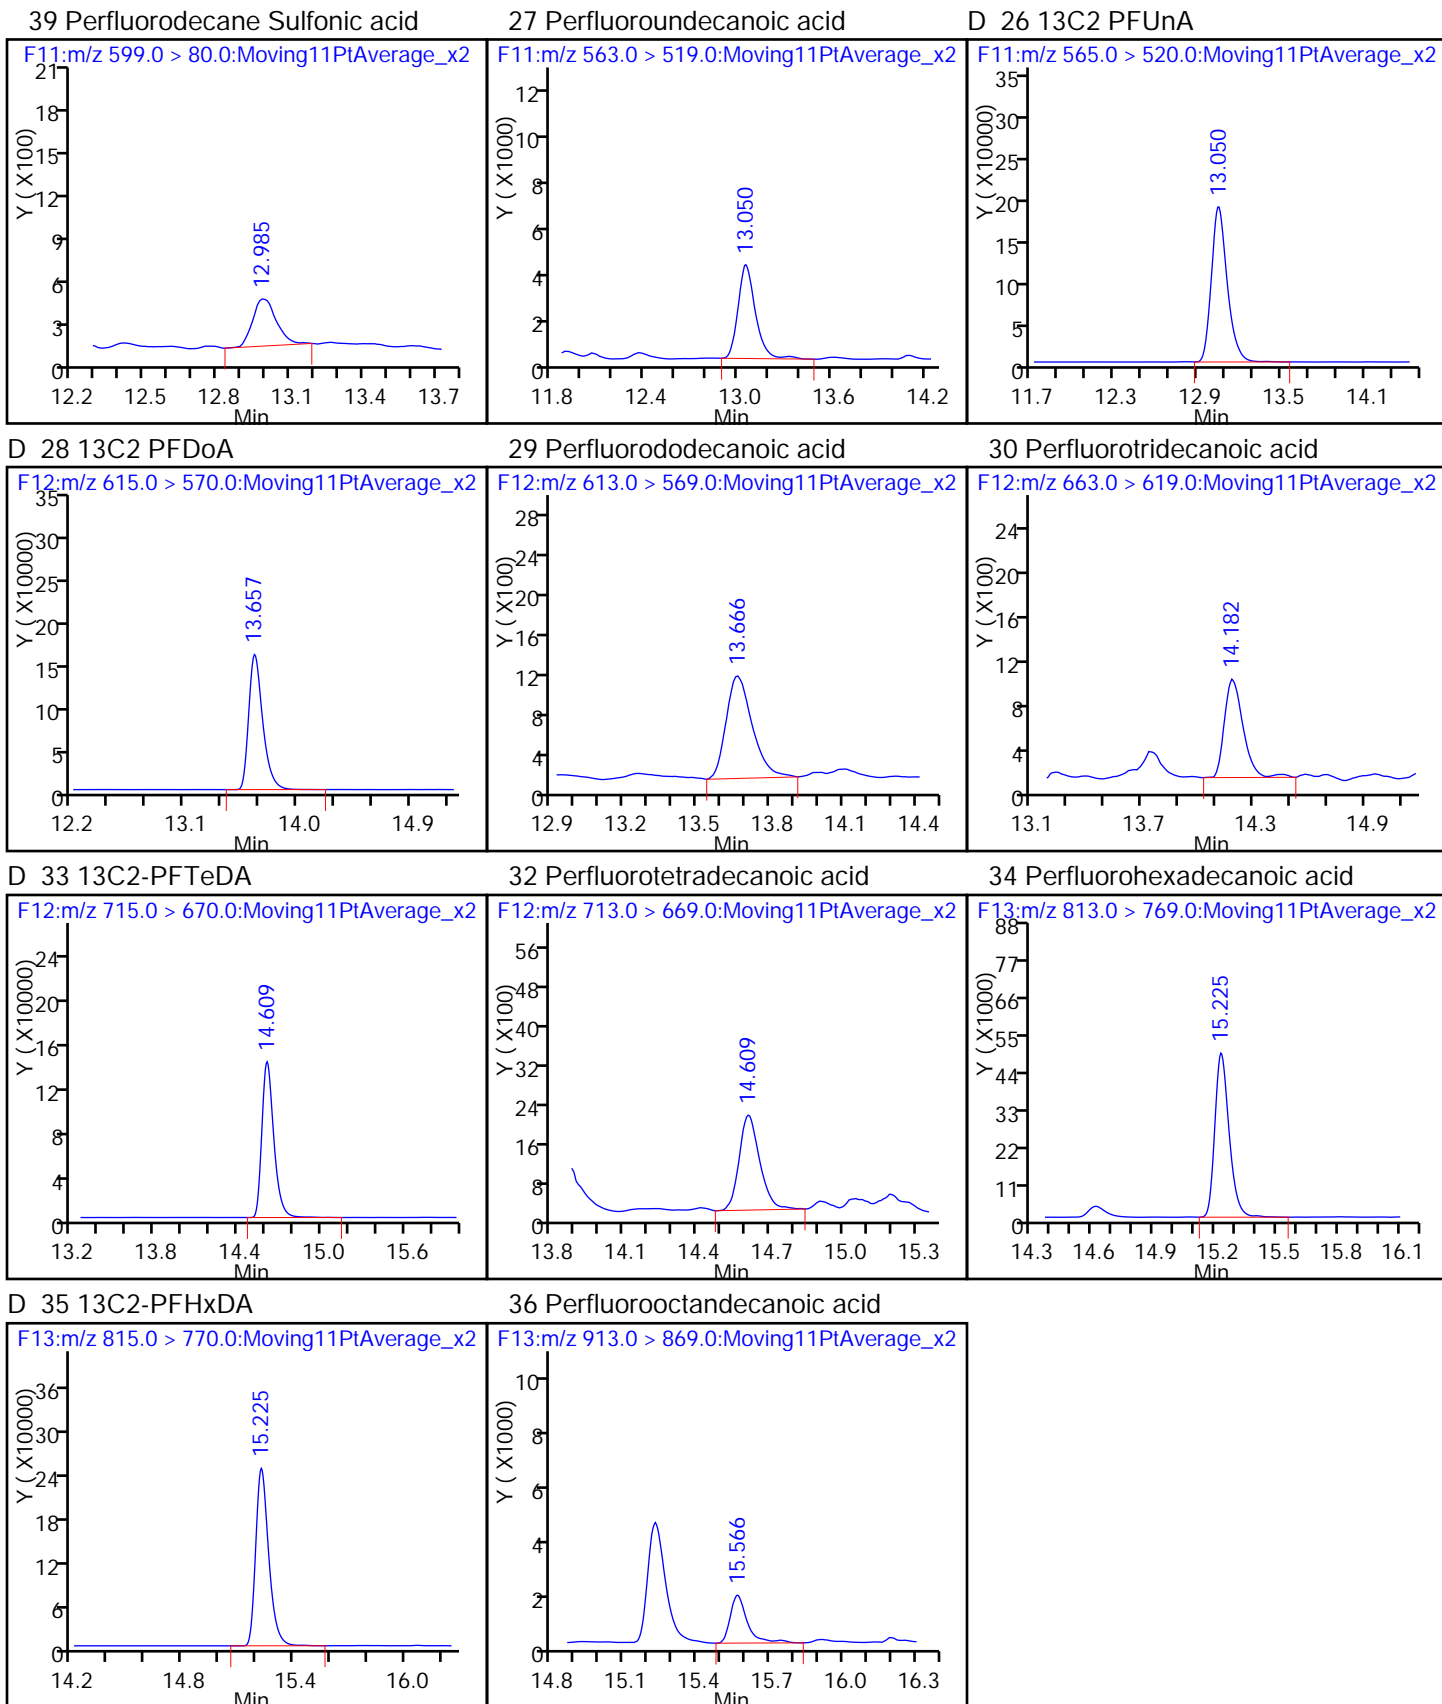 39 Perfluorodecane Sulfonic acid
F11:m/z 599.0 > 80.0:Moving11PtAverage_x2
Y ( X100)
21
18
15
12
9
6
3
0
12.985
12.2 12.5 12.8 13.1 13.4 13.7
Min
27 Perfluoroundecanoic acid
F11:m/z 563.0 > 519.0:Moving11PtAverage_x2
Y ( X1000)
12
10
8
6
4
2
0
13.050
11.8 12.4 13.0 13.6 14.2
Min
D 26 13C2 PFUnA
F11:m/z 565.0 > 520.0:Moving11PtAverage_x2
Y ( X10000)
35
30
25
20
15
10
5
0
13.050
11.7 12.3 12.9 13.5 14.1
Min
D 28 13C2 PFDoA
F12:m/z 615.0 > 570.0:Moving11PtAverage_x2
Y ( X10000)
35
30
25
20
15
10
5
0
13.657
12.2 13.1 14.0 14.9
Min
29 Perfluorododecanoic acid
F12:m/z 613.0 > 569.0:Moving11PtAverage_x2
Y ( X100)
28
24
20
16
12
8
4
0
13.666
12.9 13.2 13.5 13.8 14.1 14.4
Min
30 Perfluorotridecanoic acid
F12:m/z 663.0 > 619.0:Moving11PtAverage_x2
Y ( X100)
24
20
16
12
8
4
0
14.182
13.1 13.7 14.3 14.9
Min
D 33 13C2-PFTeDA
F12:m/z 715.0 > 670.0:Moving11PtAverage_x2
Y ( X10000)
24
20
16
12
8
4
0
14.609
13.2 13.8 14.4 15.0 15.6
Min
32 Perfluorotetradecanoic acid
F12:m/z 713.0 > 669.0:Moving11PtAverage_x2
Y ( X100)
56
48
40
32
24
16
8
0
14.609
13.8 14.1 14.4 14.7 15.0 15.3
Min
34 Perfluorohexadecanoic acid
F13:m/z 813.0 > 769.0:Moving11PtAverage_x2
Y ( X1000)
88
77
66
55
44
33
22
11
0
15.225
14.3 14.6 14.9 15.2 15.5 15.8 16.1
Min
D 35 13C2-PFHxDA
F13:m/z 815.0 > 770.0:Moving11PtAverage_x2
Y ( X10000)
36
30
24
18
12
6
0
15.225
14.2 14.8 15.4 16.0
Min
36 Perfluorooctandecanoic acid
F13:m/z 913.0 > 869.0:Moving11PtAverage_x2
Y ( X1000)
10
8
6
4
2
0
15.566
14.8 15.1 15.4 15.7 16.0 16.3
Min